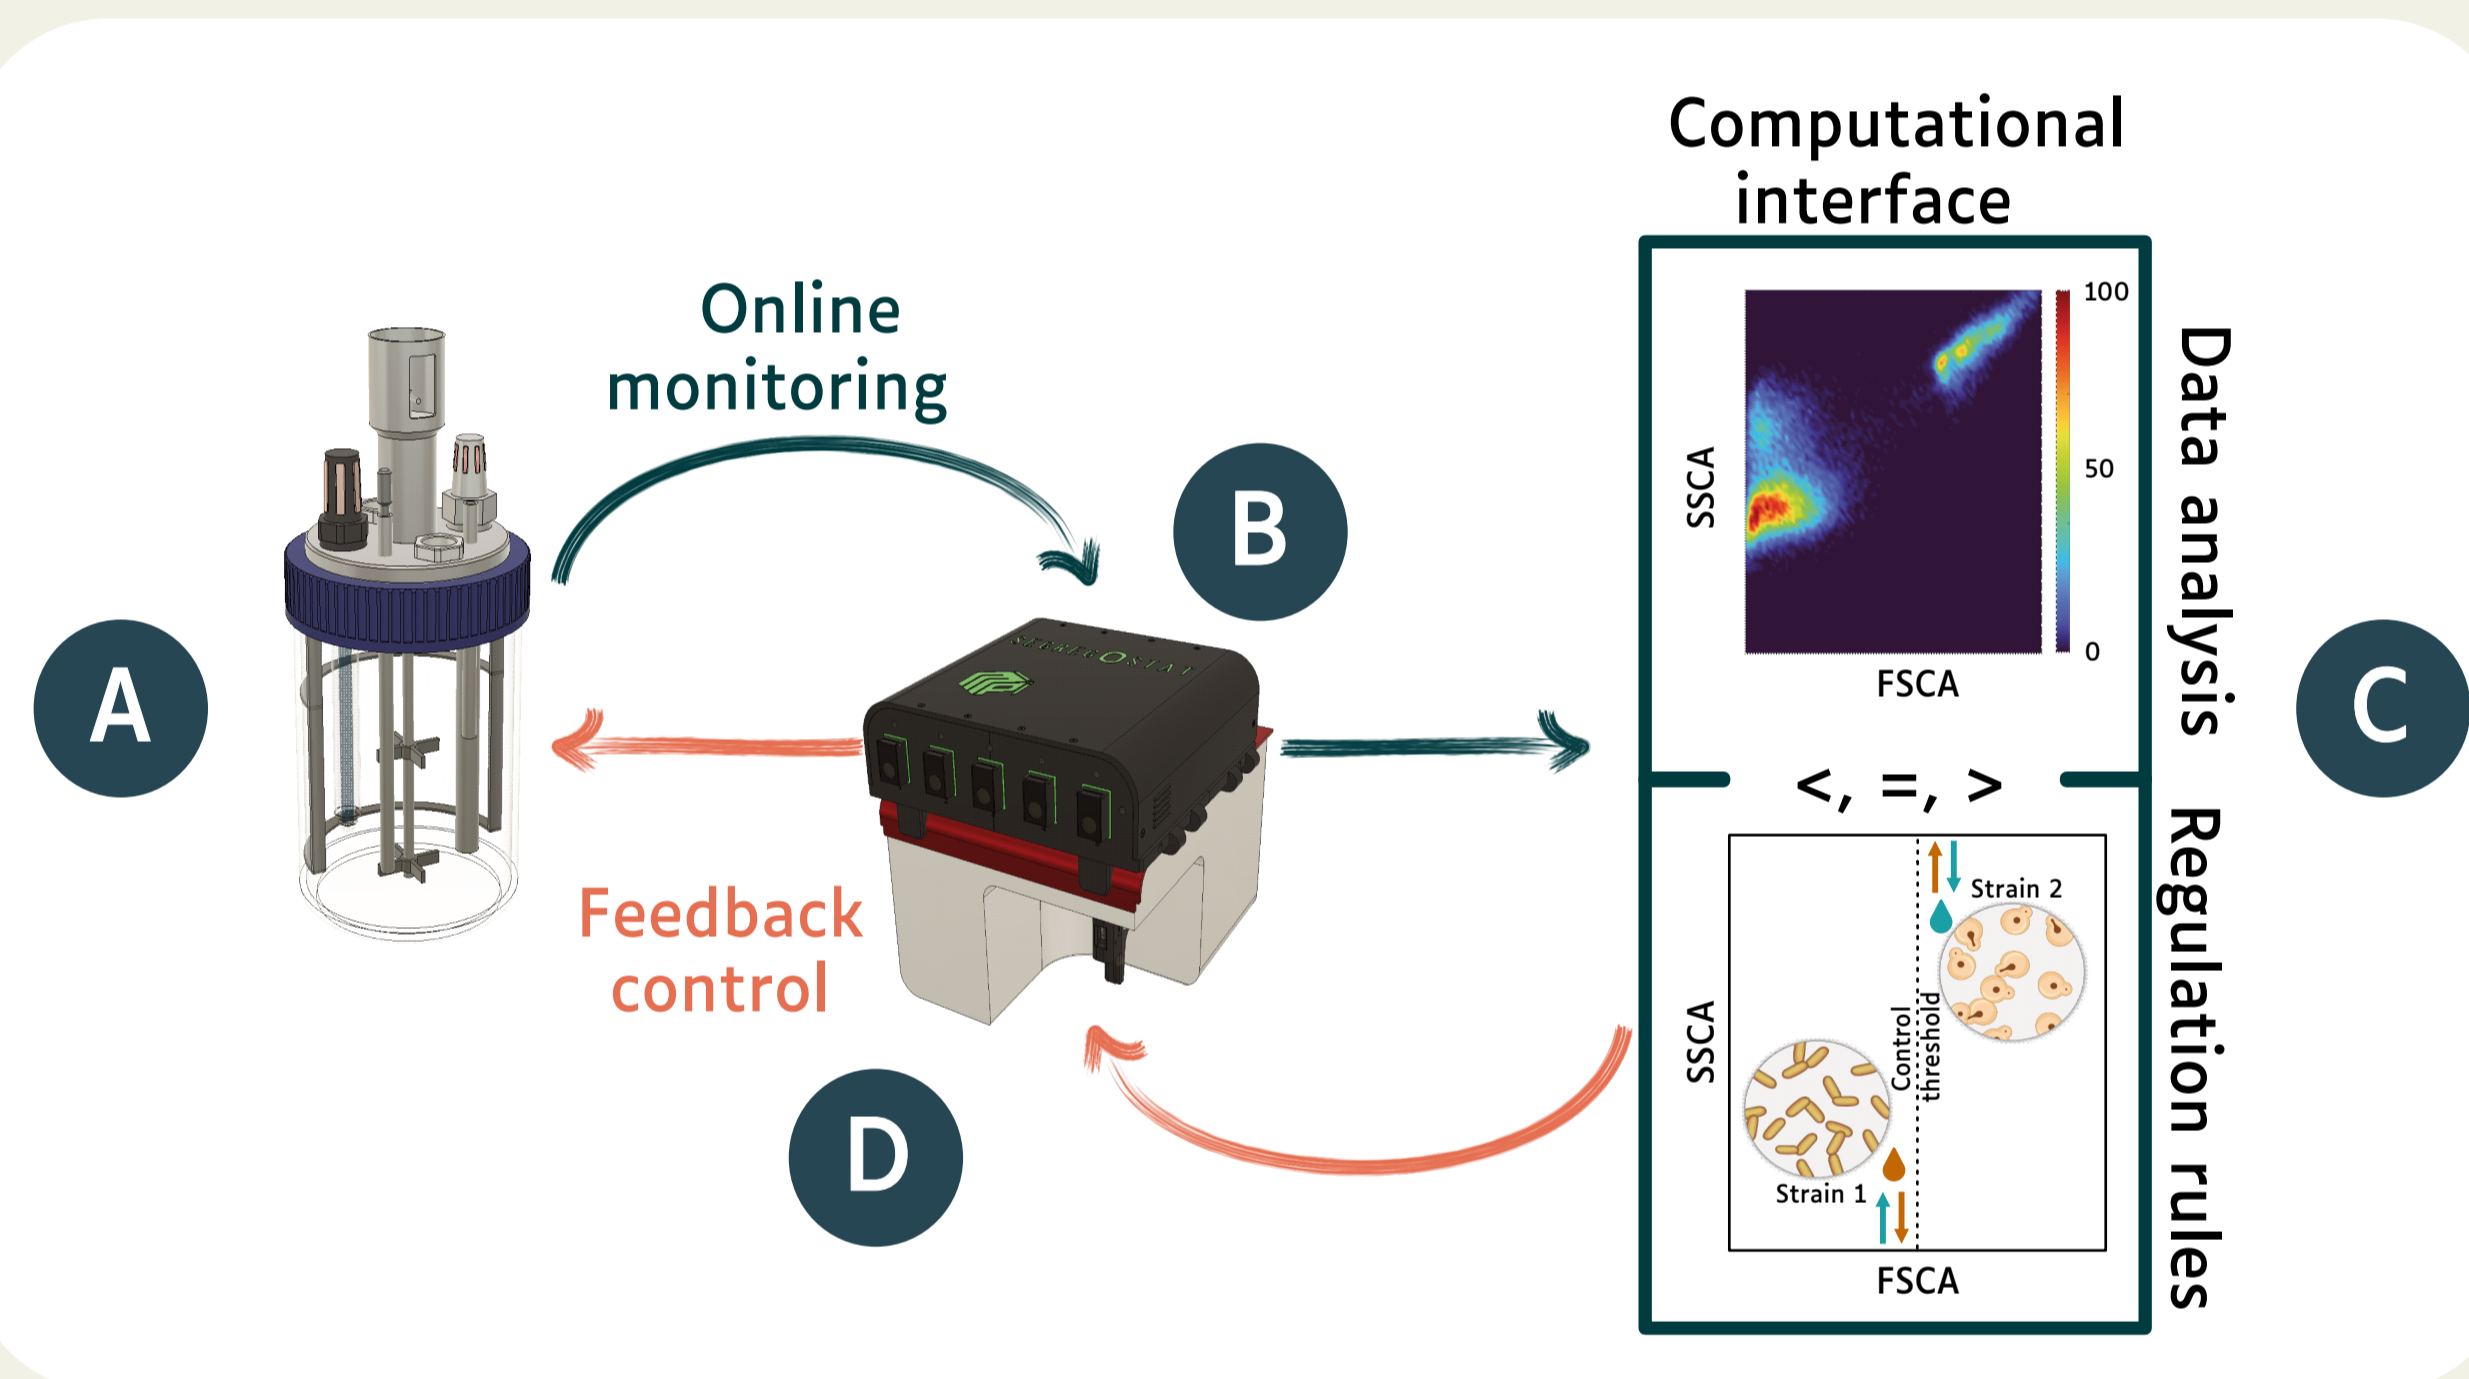 Computational
interface
Online
monitoring
A
B
C
D
SEGREGOSTAT
Feedback
control
100
50
0
SSCA
FSCA
Data analysis
<, =, >
Regulation rules
Strain 2
Control
threshold
Strain 1
SSCA
FSCA